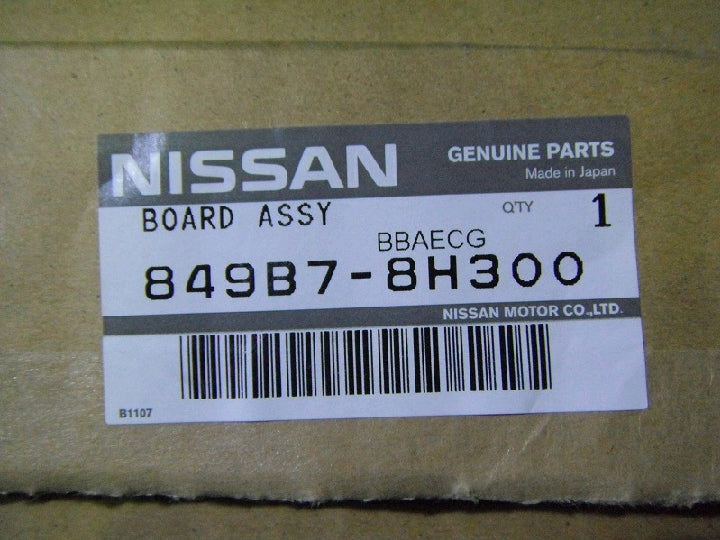 NISSAN
GENUINE PARTS
Made in Japan
BOARD ASSY
Q'TY 1
BBAECG
849B7-8H300
NISSAN MOTOR CO.,LTD.
B1107